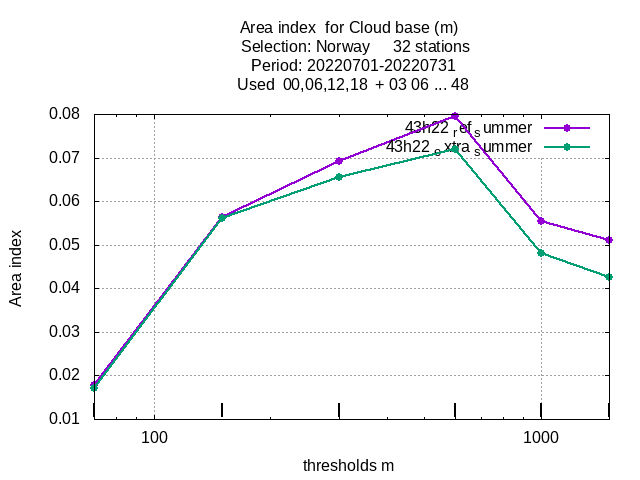 Area index  for Cloud base (m)
Selection: Norway     32 stations
Period: 20220701-20220731
Used  00,06,12,18  + 03 06 ... 48
43h22refsummer
43h22extrasummer
0.08
0.07
0.06
0.05
0.04
0.03
0.02
0.01
Area index
100
1000
thresholds m